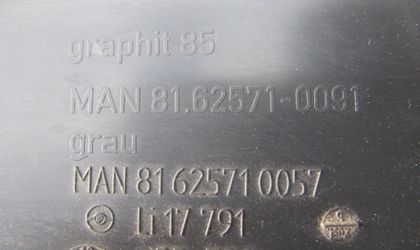 graphit 85
MAN 81.62571-0091
grau
MAN 81 62571 0057
Li 17 791